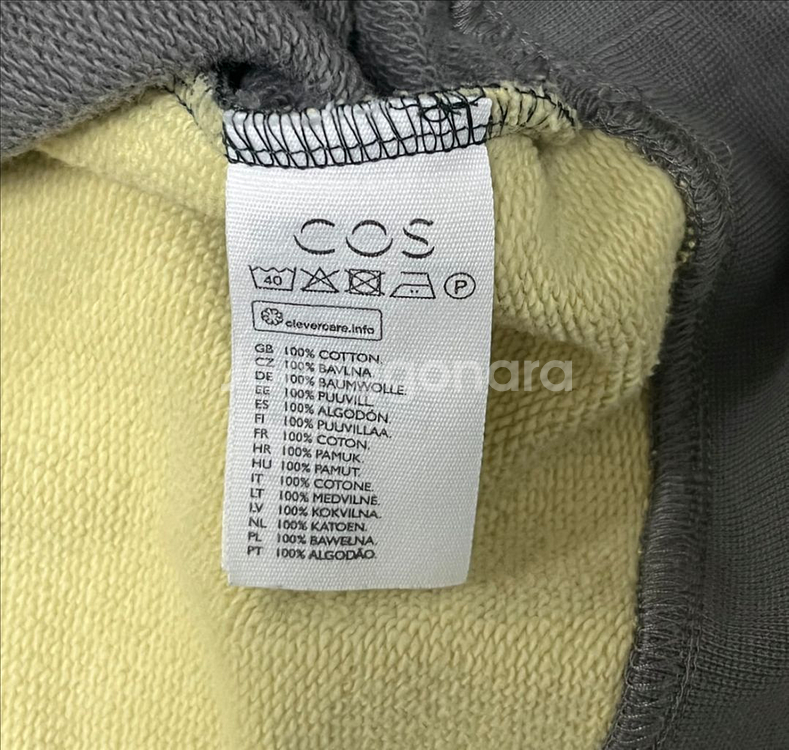 COS
40 P
clevercare.info
GB 100% COTTON.
CZ 100% BAVLNA
DE 100% BAUMWOLLE.
EE 100% PUUVILL
ES 100% ALGODÓN.
FI 100% PUUVILLAA.
FR 100% COTON.
HR 100% PAMUK.
HU 100% PAMUT.
IT 100% COTONE.
LT 100% MEDVILNĖ.
LV 100% KOKVILNA.
NL 100% KATOEN.
PL 100% BAWEŁNA.
PT 100% ALGODÃO.